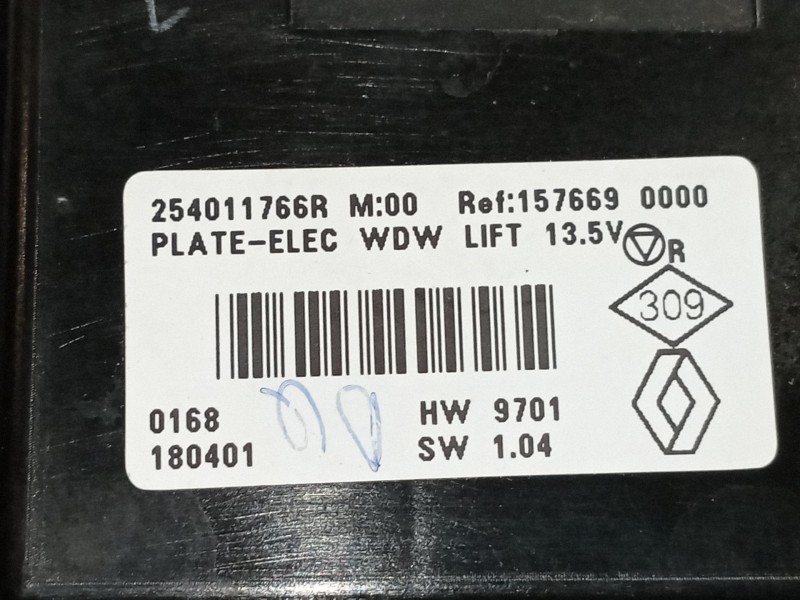 254011766R M:00 Ref:157669 0000
PLATE-ELEC WDW LIFT 13.5V
R
309
0168
180401
HW 9701
SW 1.04